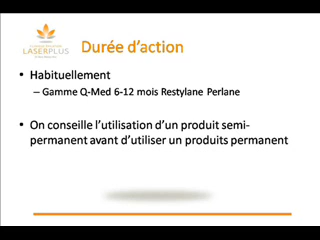 LASERPLUS
Durée d'action
• Habituellement
– Gamme Q-Med 6-12 mois Restylane Perlane
• On conseille l'utilisation d'un produit semi-
permanent avant d'utiliser un produits permanent